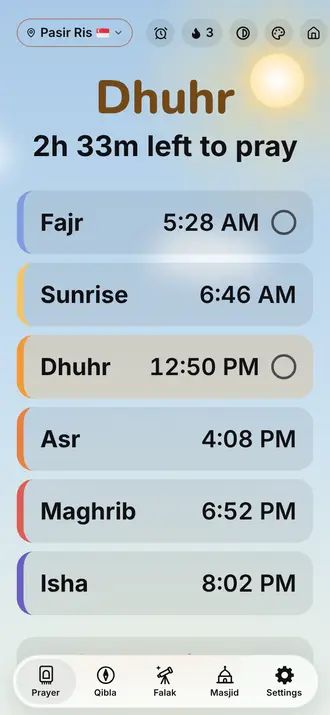 Pasir Ris 🇸🇬
3
Dhuhr
2h 33m left to pray
Fajr 5:28 AM
Sunrise 6:46 AM
Dhuhr 12:50 PM
Asr 4:08 PM
Maghrib 6:52 PM
Isha 8:02 PM
Prayer Qibla Falak Masjid Settings